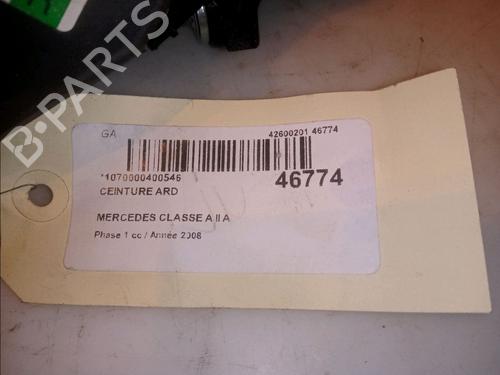 B-PARTS
GA
42600201 46774
*1070000400546
46774
CEINTURE ARD
MERCEDES CLASSE A II A
Phase 1 cc / Année 2008